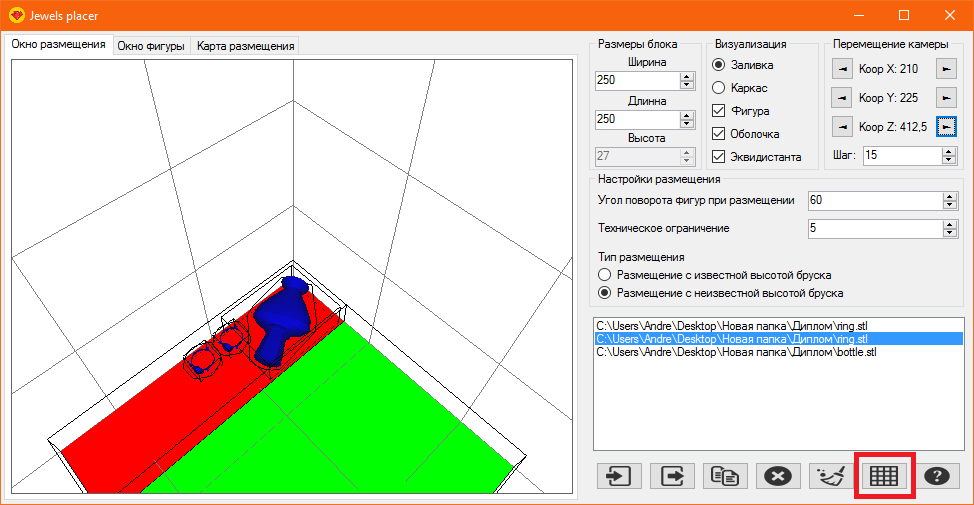 Jewels placer
Окно размещения Окно фигуры Карта размещения
Размеры блока
Ширина
250
Длинна
250
Высота
27
Визуализация
Заливка
Каркас
Фигура
Оболочка
Эквидистанта
Перемещение камеры
Коор X: 210
Коор Y: 225
Коор Z: 412,5
Шаг: 15
Настройки размещения
Угол поворота фигур при размещении 60
Техническое ограничение 5
Тип размещения
Размещение с известной высотой бруска
Размещение с неизвестной высотой бруска
C:\Users\Andre\Desktop\Новая папка\Диплом\ring.stl
C:\Users\Andre\Desktop\Новая папка\Диплом\ring.stl
C:\Users\Andre\Desktop\Новая папка\Диплом\bottle.stl
?